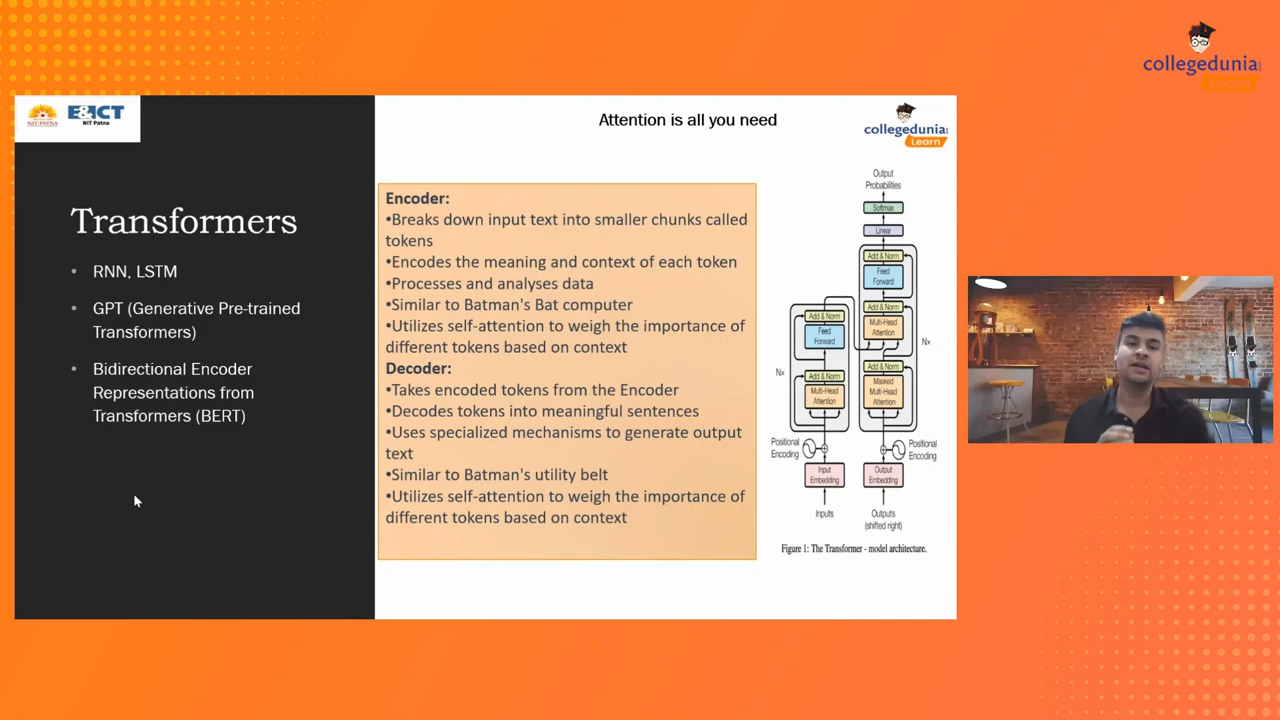 collegedunia
Learn
NIT PATNA
E&ICT
NIT Patna
Attention is all you need
collegedunia
Learn
Transformers
• RNN, LSTM
• GPT (Generative Pre-trained
Transformers)
• Bidirectional Encoder
Representations from
Transformers (BERT)
Encoder:
•Breaks down input text into smaller chunks called
tokens
•Encodes the meaning and context of each token
•Processes and analyses data
•Similar to Batman's Bat computer
•Utilizes self-attention to weigh the importance of
different tokens based on context
Decoder:
•Takes encoded tokens from the Encoder
•Decodes tokens into meaningful sentences
•Uses specialized mechanisms to generate output
text
•Similar to Batman's utility belt
•Utilizes self-attention to weigh the importance of
different tokens based on context
Output
Probabilities
Softmax
Linear
Add & Norm
Feed
Forward
Add & Norm
Multi-Head
Attention
Nx
Add & Norm
Masked
Multi-Head
Attention
Add & Norm
Feed
Forward
Nx
Add & Norm
Multi-Head
Attention
Positional
Encoding
Positional
Encoding
Input
Embedding
Output
Embedding
Inputs
Outputs
(shifted right)
Figure 1: The Transformer - model architecture.